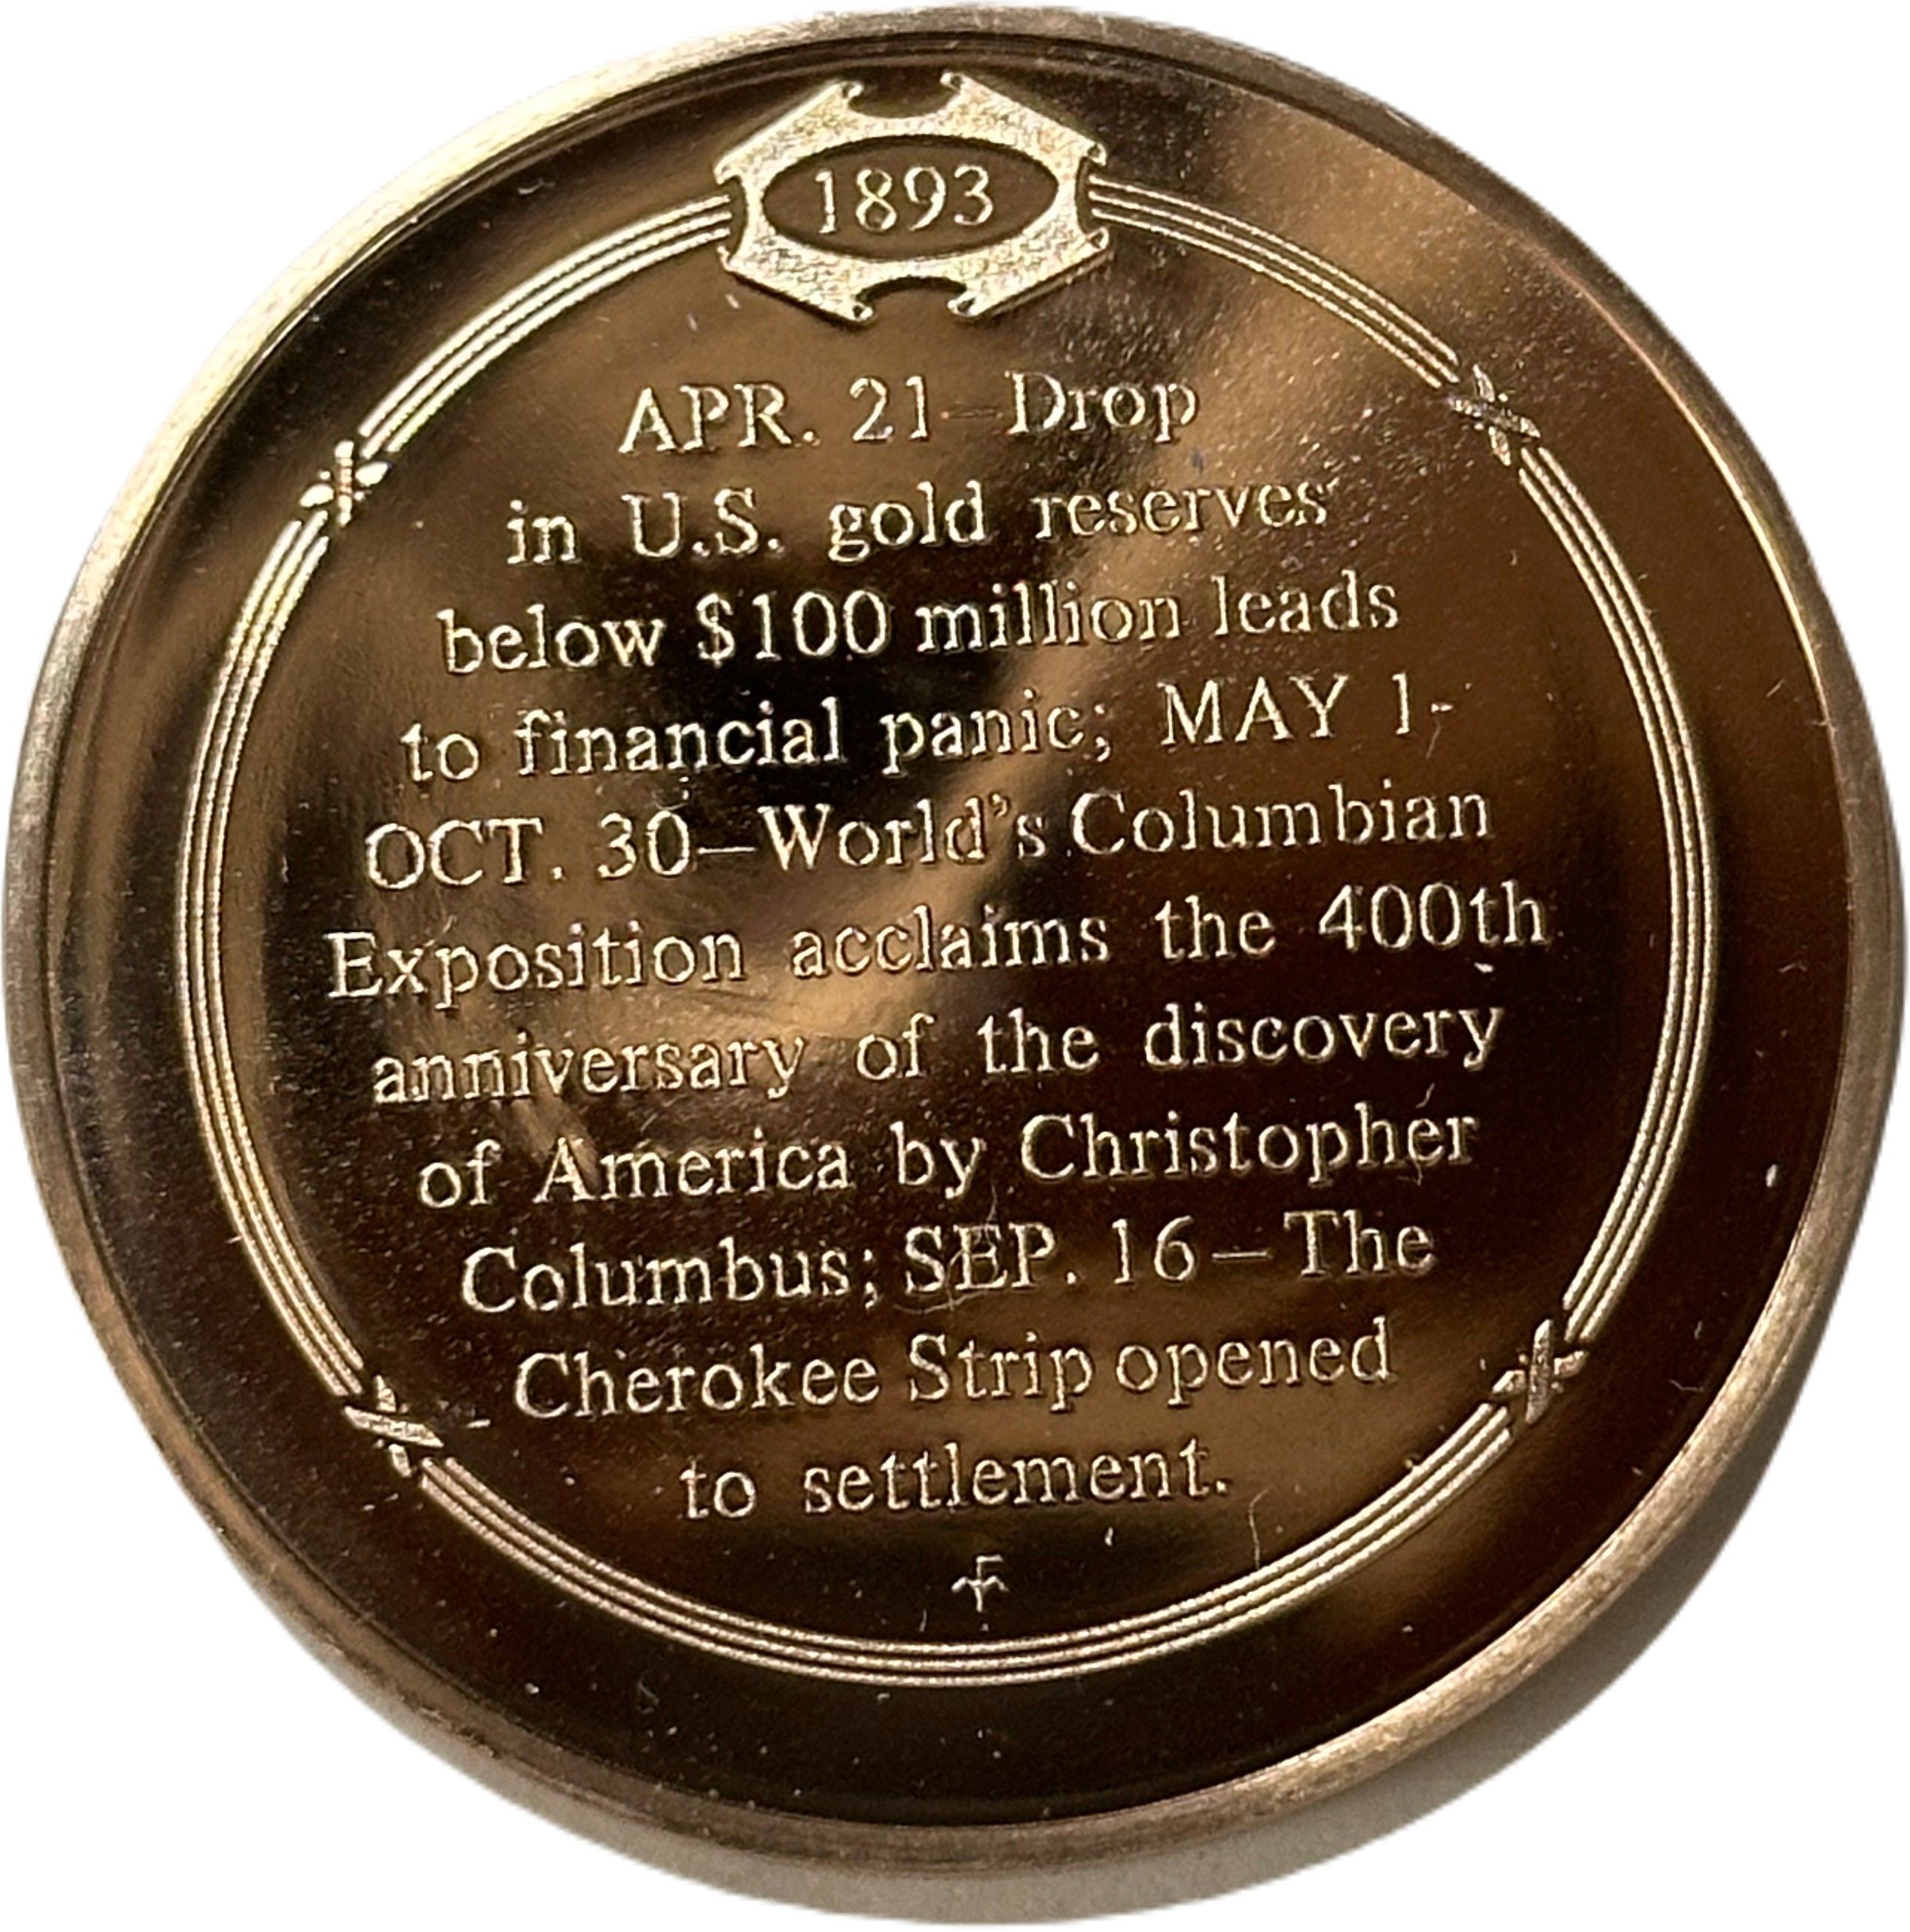 1893
APR. 21—Drop
in U.S. gold reserves
below $100 million leads
to financial panic; MAY 1-
OCT. 30—World's Columbian
Exposition acclaims the 400th
anniversary of the discovery
of America by Christopher
Columbus; SEP. 16—The
Cherokee Strip opened
to settlement.